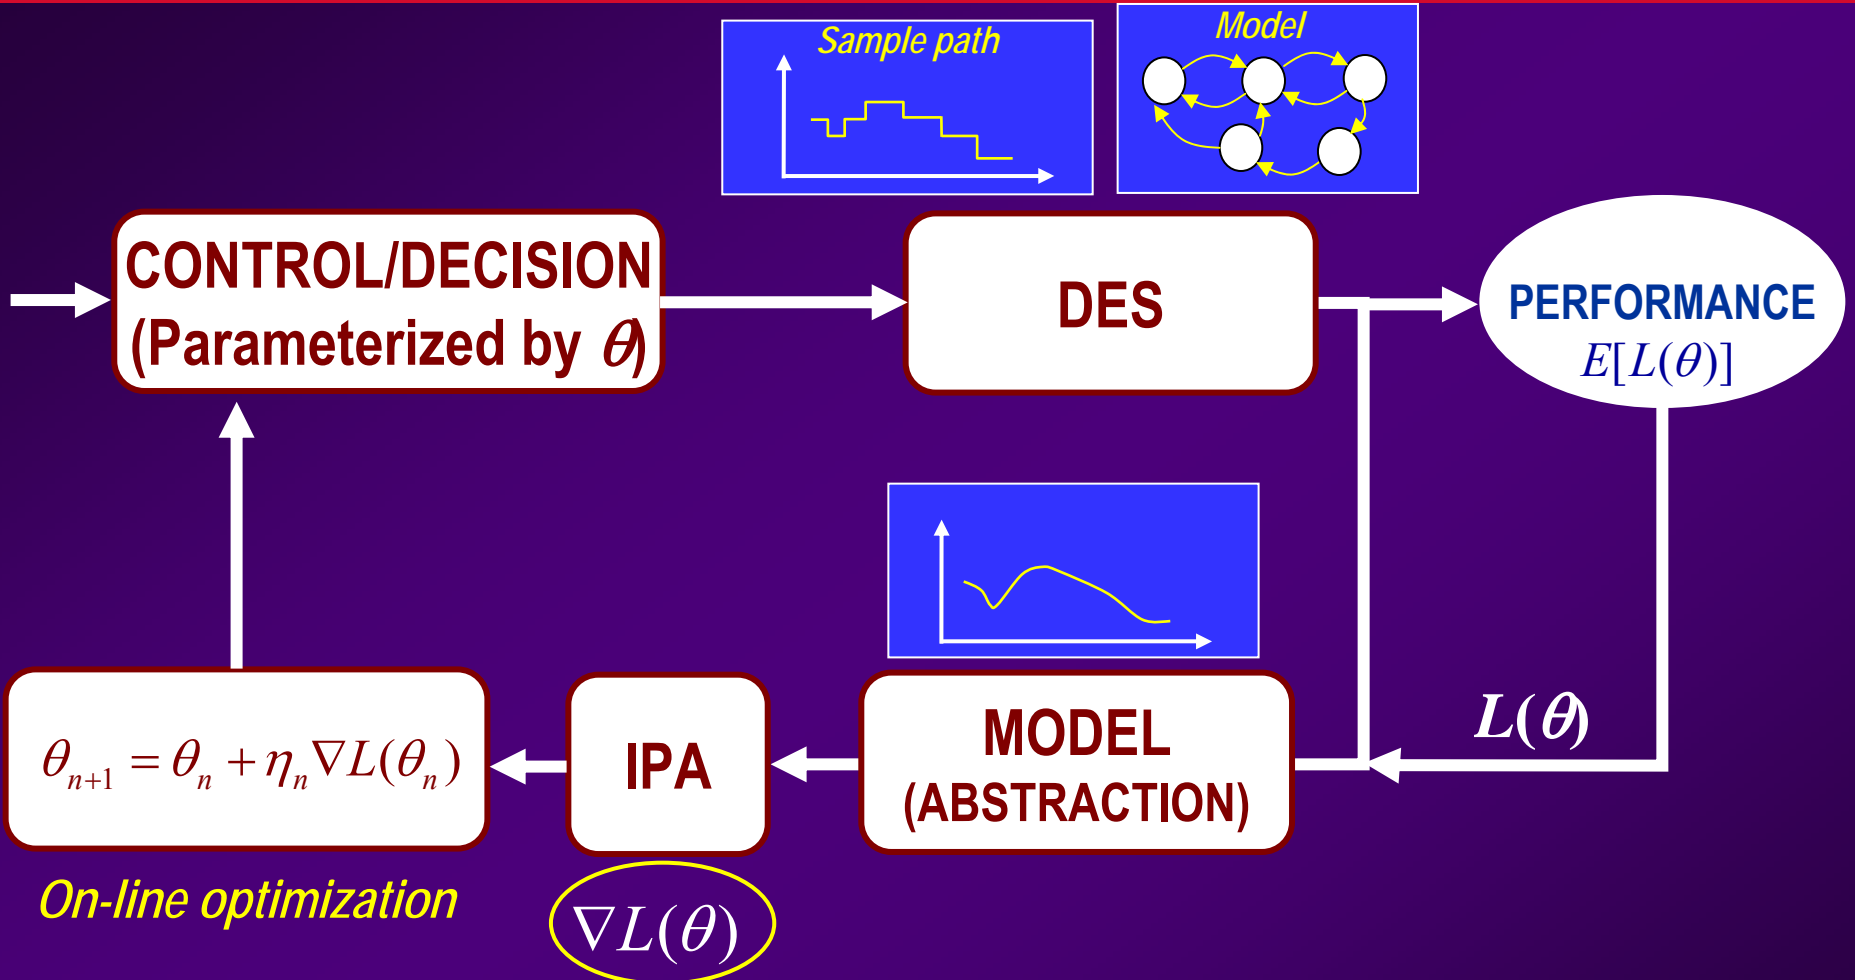 Sample path
Model
CONTROL/DECISION
(Parameterized by θ)
DES
PERFORMANCE
E[L(θ)]
L(θ)
MODEL
(ABSTRACTION)
IPA
θₙ₊₁ = θₙ + ηₙ∇L(θₙ)
On-line optimization
∇L(θ)